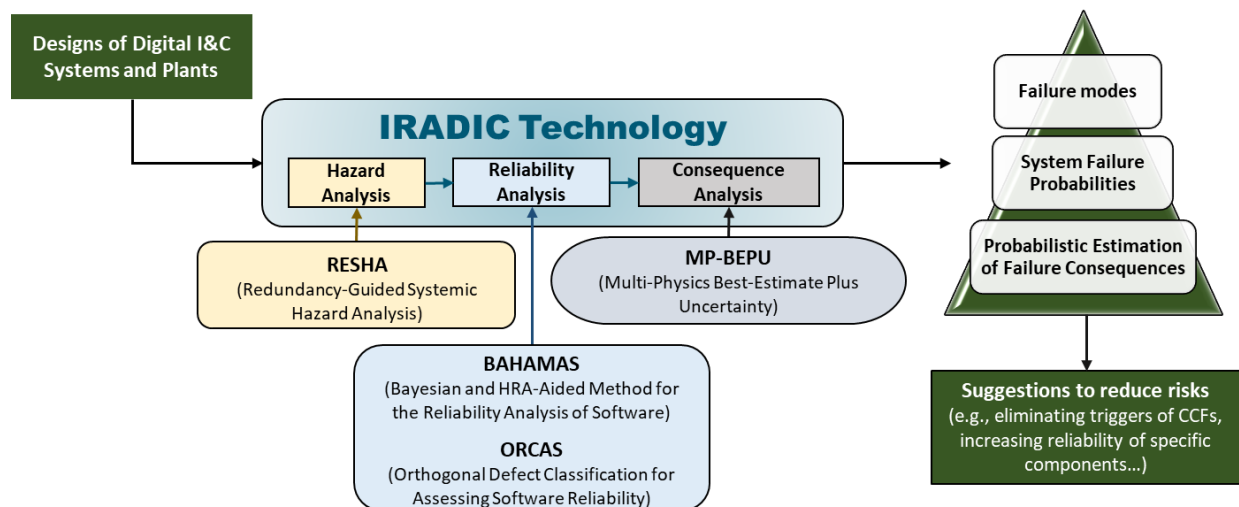 Designs of Digital I&C
Systems and Plants
IRADIC Technology
Hazard
Analysis
Reliability
Analysis
Consequence
Analysis
RESHA
(Redundancy-Guided Systemic
Hazard Analysis)
MP-BEPU
(Multi-Physics Best-Estimate Plus
Uncertainty)
BAHAMAS
(Bayesian and HRA-Aided Method for
the Reliability Analysis of Software)
ORCAS
(Orthogonal Defect Classification for
Assessing Software Reliability)
Failure modes
System Failure
Probabilities
Probabilistic Estimation
of Failure Consequences
Suggestions to reduce risks
(e.g., eliminating triggers of CCFs,
increasing reliability of specific
components…)